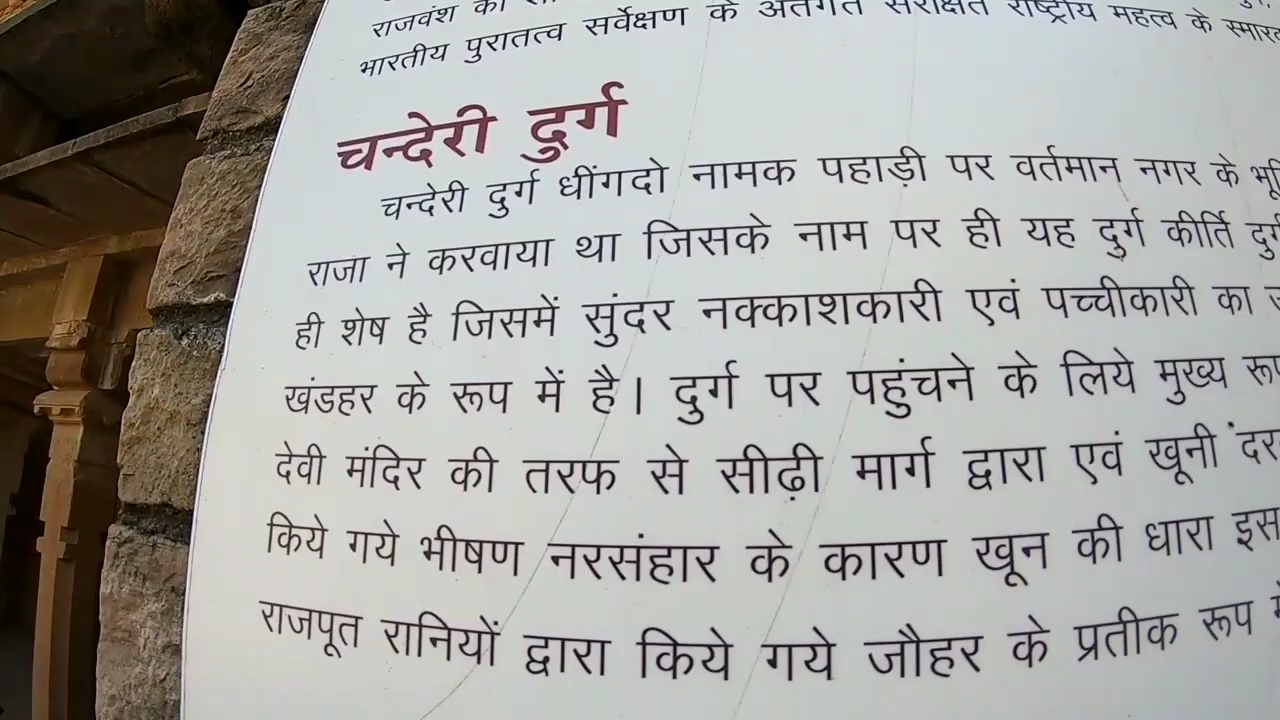 राजवंश की
भारतीय पुरातत्व सर्वेक्षण के अंतर्गत संरक्षित राष्ट्रीय महत्व के
चन्देरी दुर्ग
चन्देरी दुर्ग धींगदो नामक पहाड़ी पर वर्तमान नगर के
राजा ने करवाया था जिसके नाम पर ही यह दुर्ग कीर्ति
ही शेष है जिसमें सुंदर नक्काशकारी एवं पच्चीकारी का
खंडहर के रूप में है। दुर्ग पर पहुंचने के लिये मुख्य
देवी मंदिर की तरफ से सीढ़ी मार्ग द्वारा एवं खूनी
किये गये भीषण नरसंहार के कारण खून की धारा इस
राजपूत रानियों द्वारा किये गये जौहर के प्रतीक रूप